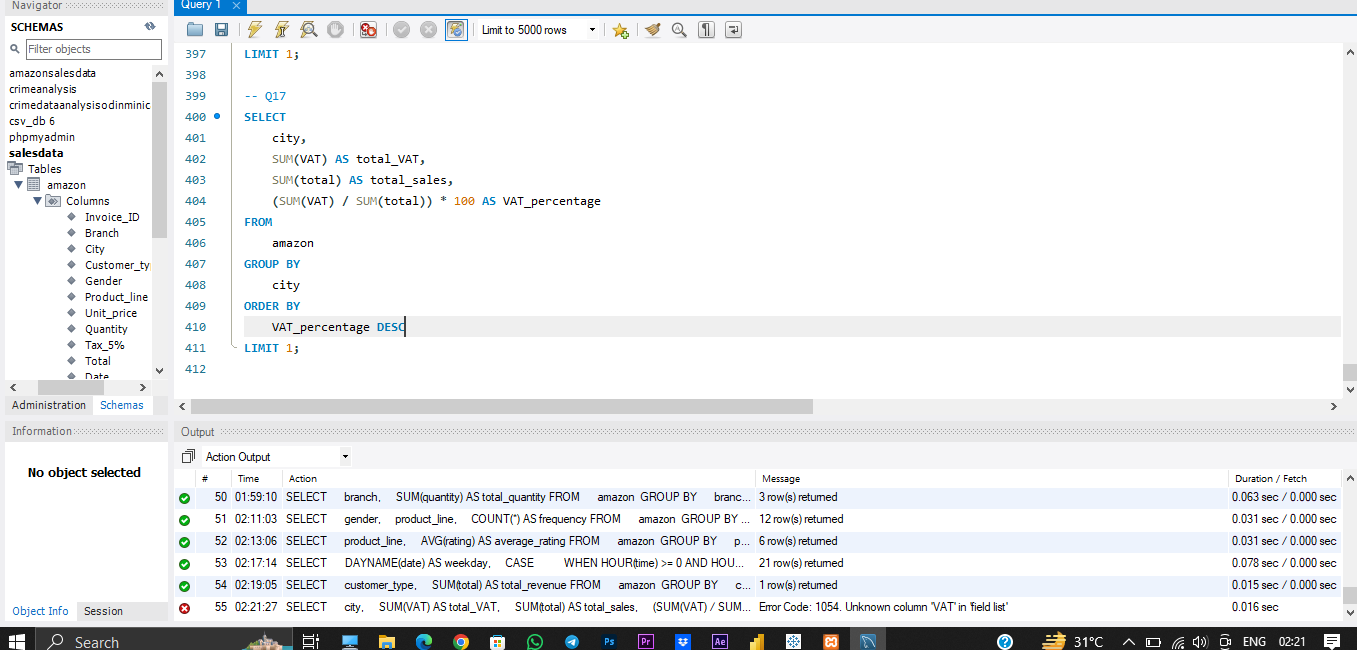 Navigator
SCHEMAS
Filter objects
amazonsalesdata
crimeanalysis
crimedataanalysisodinminic
csv_db 6
phpmyadmin
salesdata
Tables
amazon
Columns
Invoice_ID
Branch
City
Customer_ty
Gender
Product_line
Unit_price
Quantity
Tax_5%
Total
Date
Administration Schemas
Information
No object selected
Object Info Session
Query 1
Limit to 5000 rows
397 LIMIT 1;
398
399 -- Q17
400 SELECT
401 city,
402 SUM(VAT) AS total_VAT,
403 SUM(total) AS total_sales,
404 (SUM(VAT) / SUM(total)) * 100 AS VAT_percentage
405 FROM
406 amazon
407 GROUP BY
408 city
409 ORDER BY
410 VAT_percentage DESC
411 LIMIT 1;
412
Output
Action Output
# Time Action Message Duration / Fetch
50 01:59:10 SELECT branch, SUM(quantity) AS total_quantity FROM amazon GROUP BY branc... 3 row(s) returned 0.063 sec / 0.000 sec
51 02:11:03 SELECT gender, product_line, COUNT(*) AS frequency FROM amazon GROUP BY ... 12 row(s) returned 0.031 sec / 0.000 sec
52 02:13:06 SELECT product_line, AVG(rating) AS average_rating FROM amazon GROUP BY p... 6 row(s) returned 0.031 sec / 0.000 sec
53 02:17:14 SELECT DAYNAME(date) AS weekday, CASE WHEN HOUR(time) >= 0 AND HOU... 21 row(s) returned 0.078 sec / 0.000 sec
54 02:19:05 SELECT customer_type, SUM(total) AS total_revenue FROM amazon GROUP BY c... 1 row(s) returned 0.015 sec / 0.000 sec
55 02:21:27 SELECT city, SUM(VAT) AS total_VAT, SUM(total) AS total_sales, (SUM(VAT) / SUM... Error Code: 1054. Unknown column 'VAT' in 'field list' 0.016 sec
Search Ps Pr Ae 31°C ENG 02:21